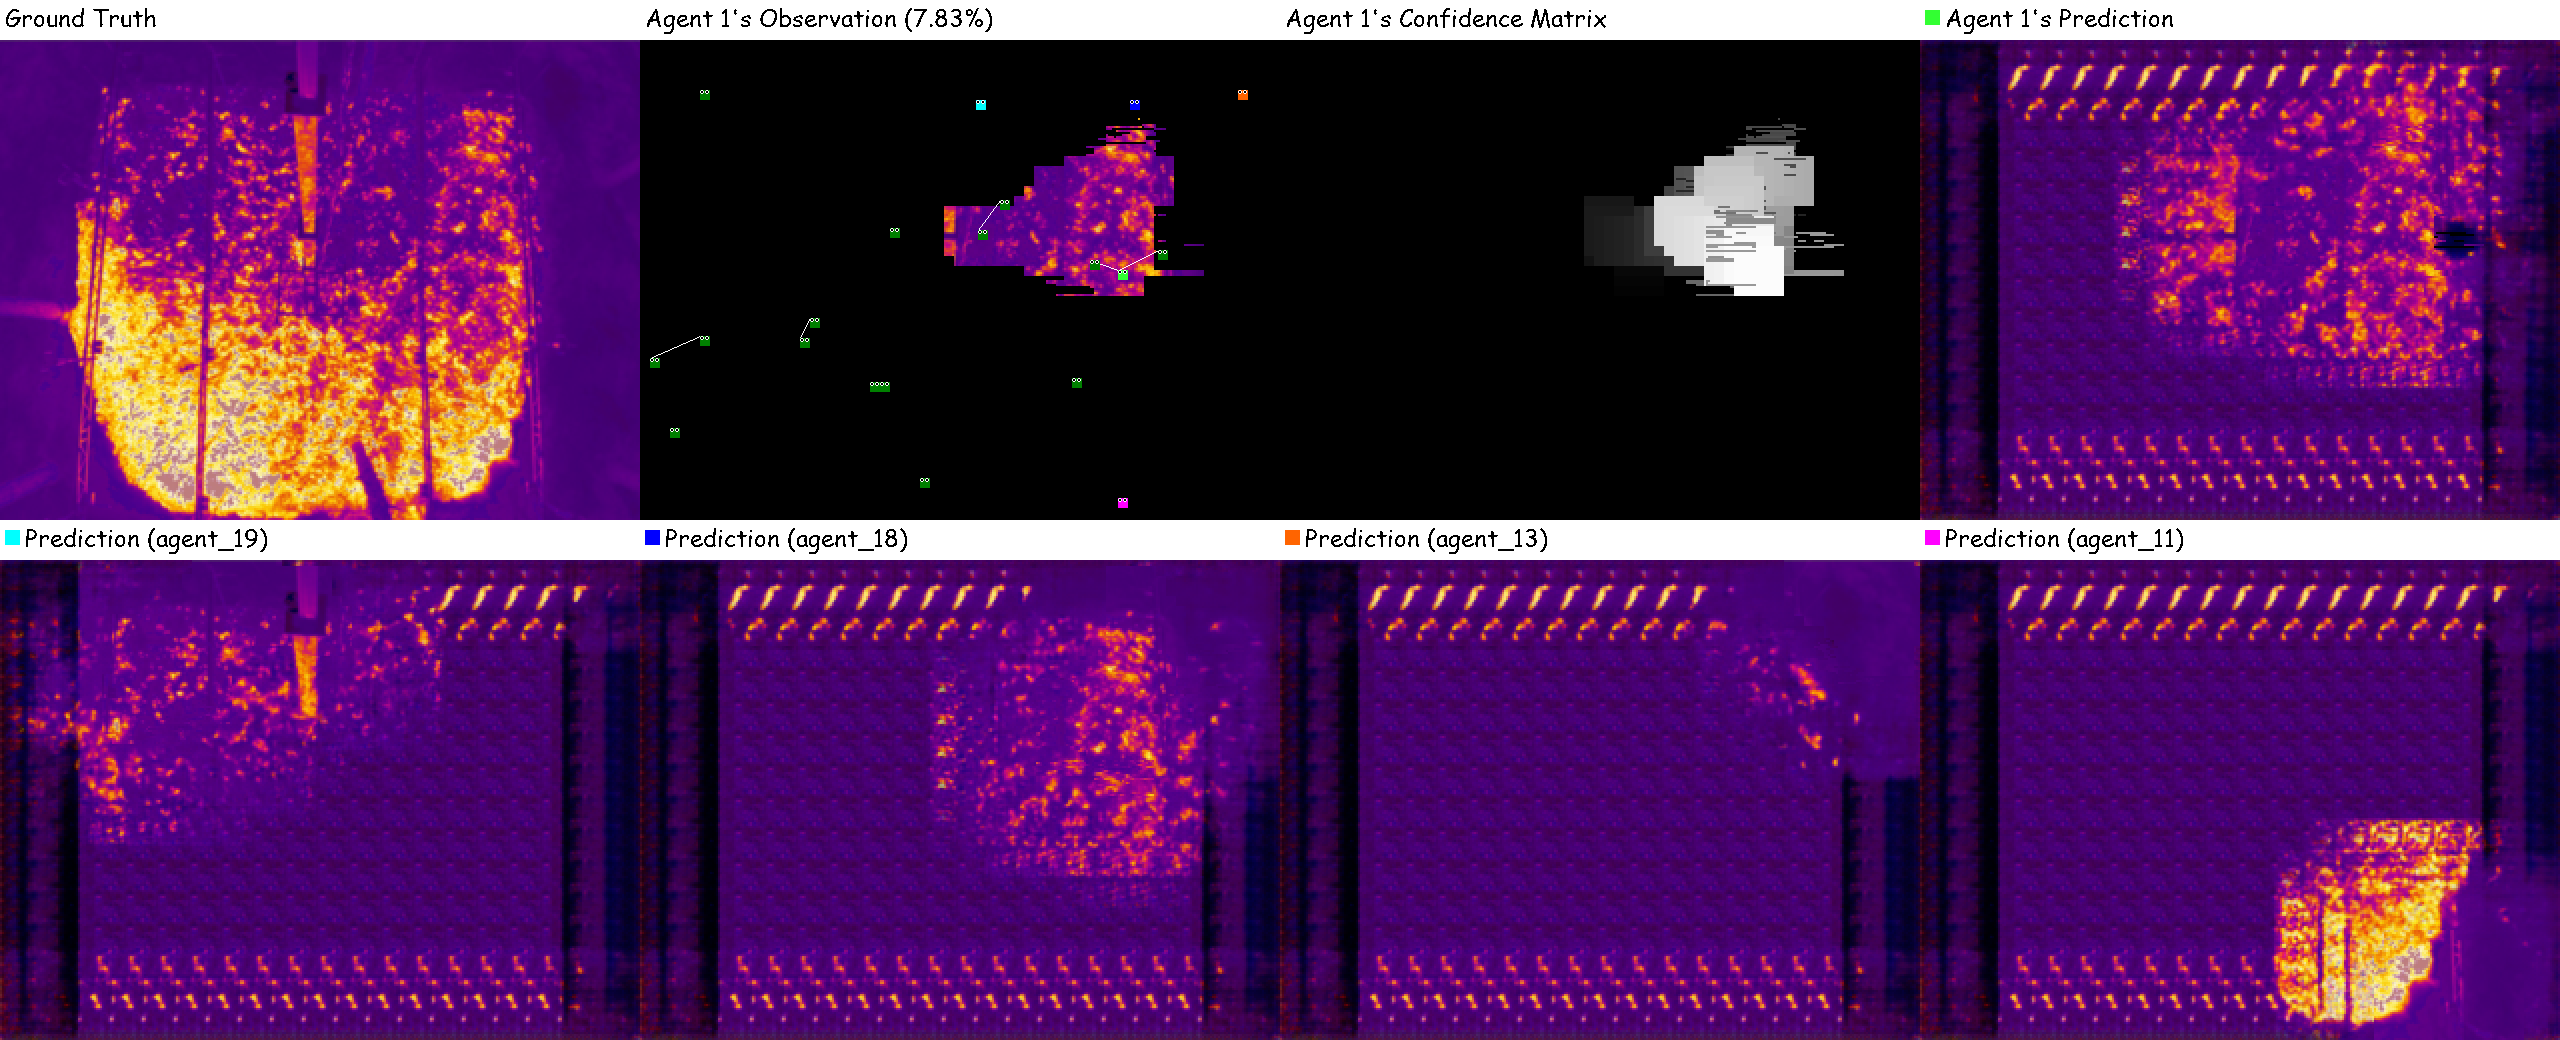 Ground Truth
Agent 1's Observation (7.83%)
Agent 1's Confidence Matrix
Agent 1's Prediction
Prediction (agent_19)
Prediction (agent_18)
Prediction (agent_13)
Prediction (agent_11)